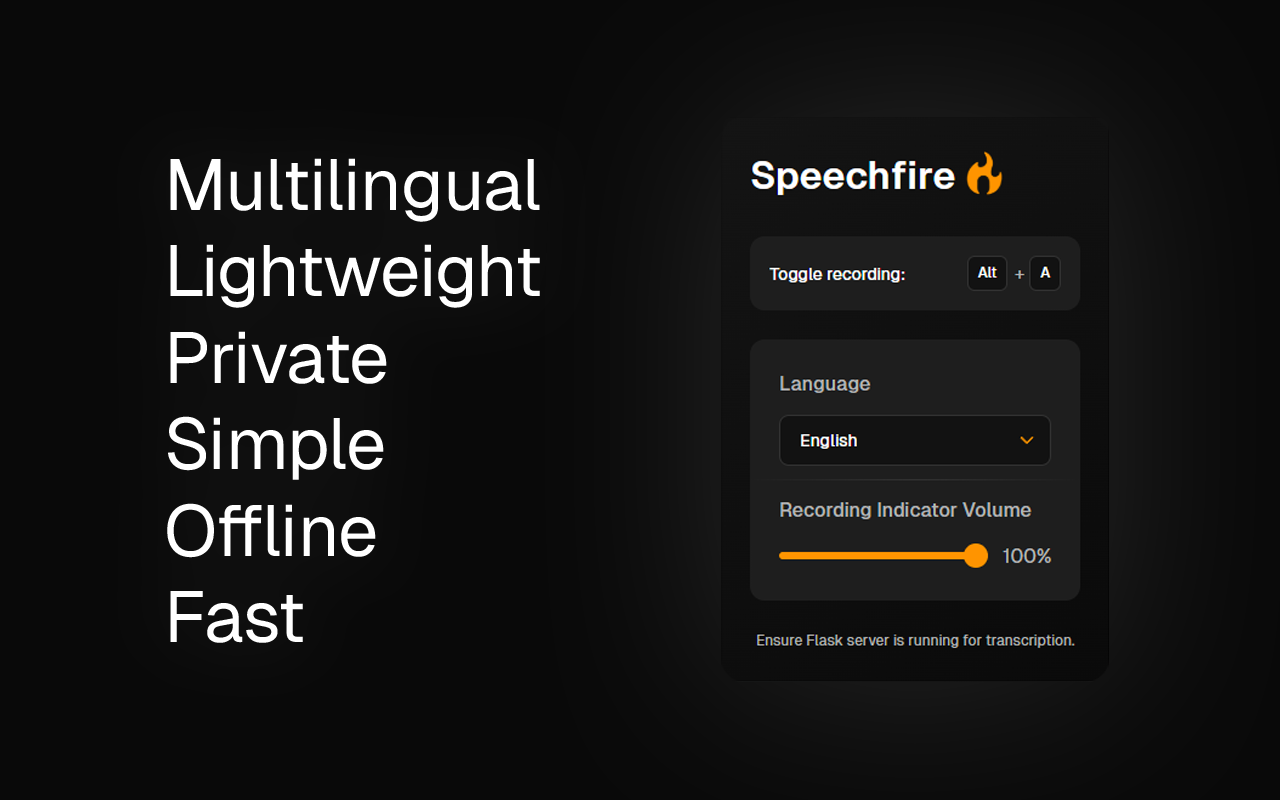 Multilingual
Lightweight
Private
Simple
Offline
Fast
Speechfire
Toggle recording: Alt + A
Language
English
Recording Indicator Volume
100%
Ensure Flask server is running for transcription.